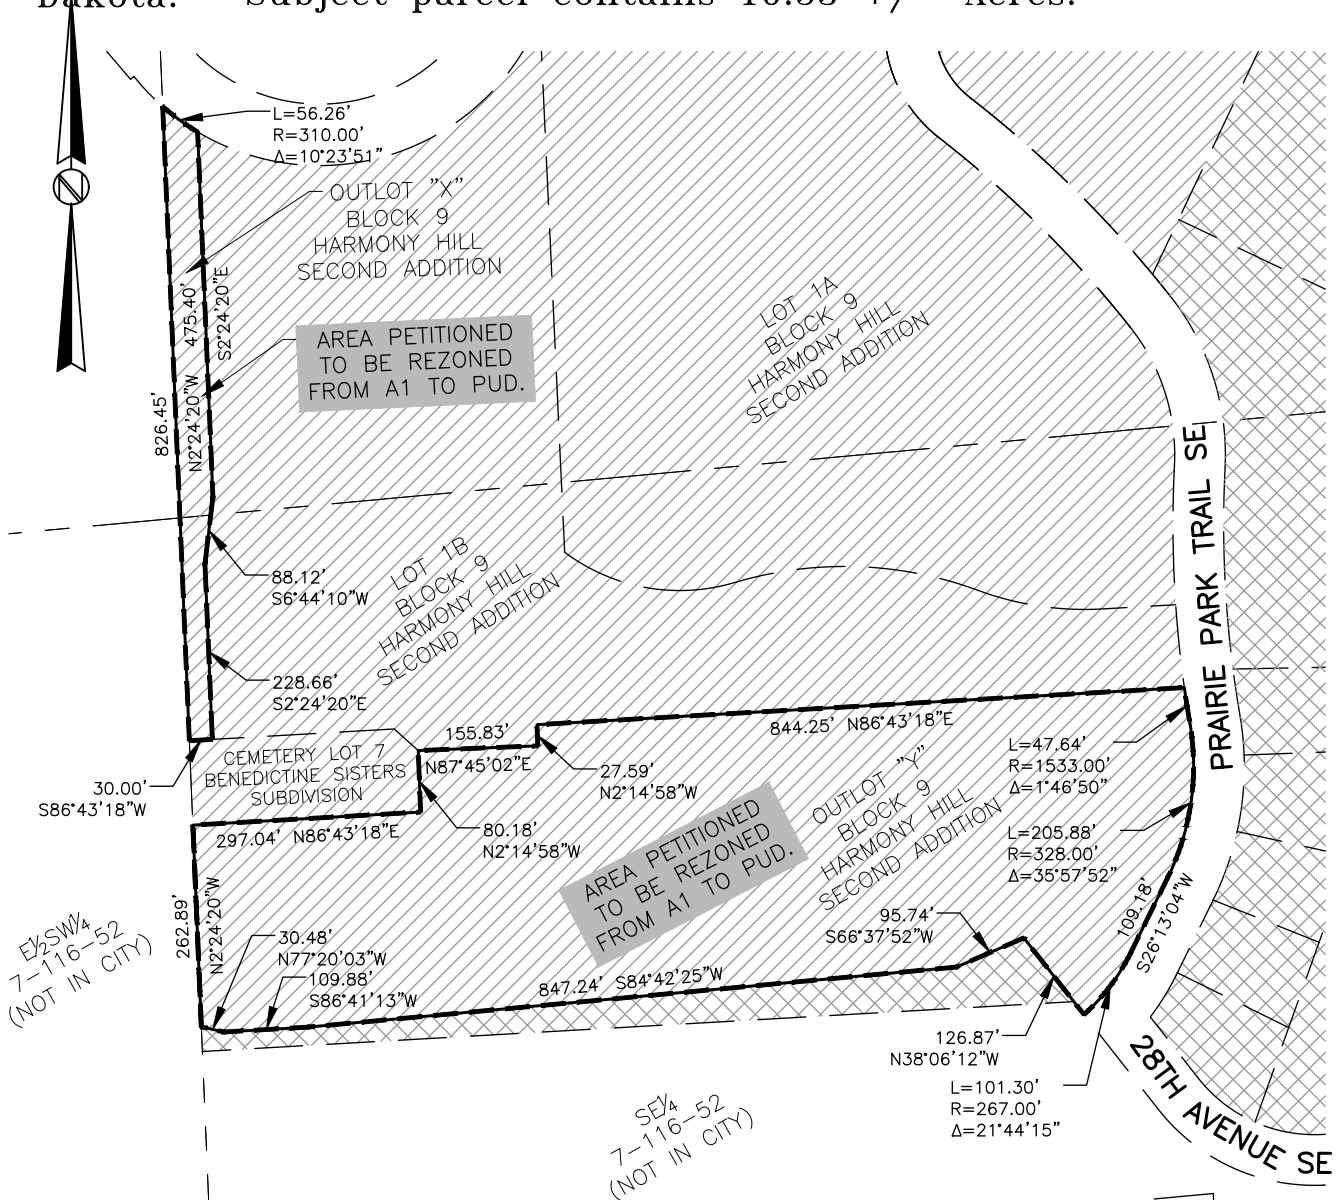 Dakota. Subject parcel contains 10.55 +/- Acres.
L=56.26'
R=310.00'
Δ=10°23'51"
OUTLOT "X"
BLOCK 9
HARMONY HILL
SECOND ADDITION
AREA PETITIONED
TO BE REZONED
FROM A1 TO PUD.
826.45'
N2°24'20"W
475.40'
S2°24'20"E
LOT 1A
BLOCK 9
HARMONY HILL
SECOND ADDITION
88.12'
S6°44'10"W
LOT 1B
BLOCK 9
HARMONY HILL
SECOND ADDITION
228.66'
S2°24'20"E
PRAIRIE PARK TRAIL SE
30.00'
S86°43'18"W
CEMETERY LOT 7
BENEDICTINE SISTERS
SUBDIVISION
155.83'
N87°45'02"E
844.25' N86°43'18"E
27.59'
N2°14'58"W
L=47.64'
R=1533.00'
Δ=1°46'50"
297.04' N86°43'18"E
80.18'
N2°14'58"W
OUTLOT "Y"
BLOCK 9
HARMONY HILL
SECOND ADDITION
AREA PETITIONED
TO BE REZONED
FROM A1 TO PUD.
L=205.88'
R=328.00'
Δ=35°57'52"
109.18'
S26°13'04"W
95.74'
S66°37'52"W
262.89'
N2°24'20"W
E½SW¼
7-116-52
(NOT IN CITY)
30.48'
N77°20'03"W
109.88'
S86°41'13"W
847.24' S84°42'25"W
126.87'
N38°06'12"W
L=101.30'
R=267.00'
Δ=21°44'15"
28TH AVENUE SE
SE¼
7-116-52
(NOT IN CITY)